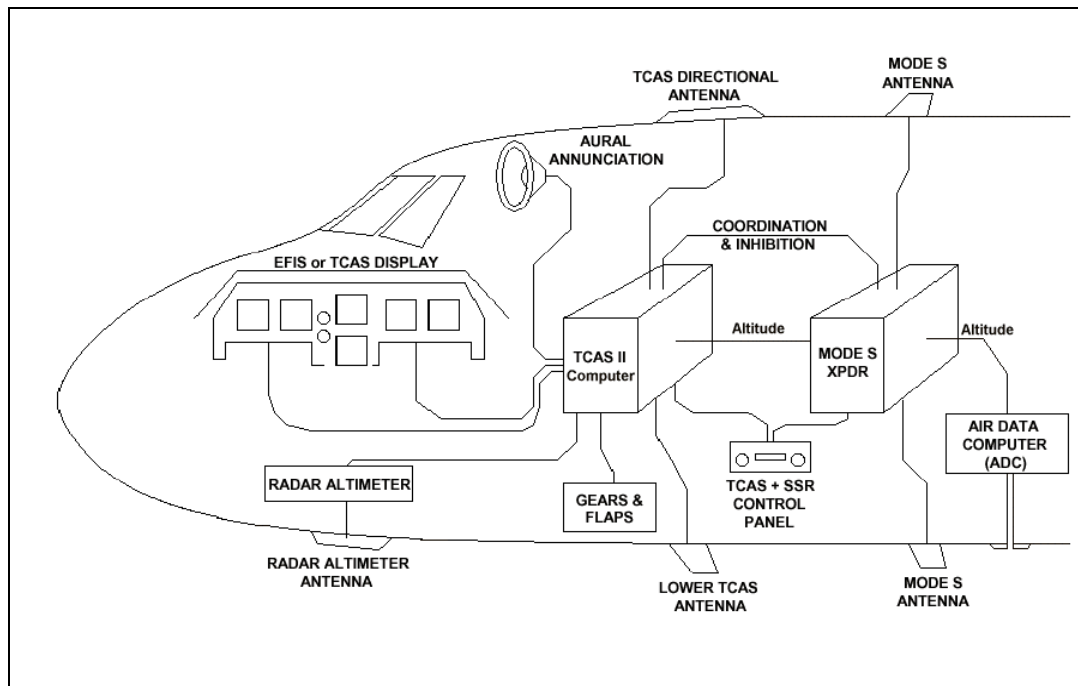 TCAS DIRECTIONAL
ANTENNA
MODE S
ANTENNA
AURAL
ANNUNCIATION
COORDINATION
& INHIBITION
EFIS or TCAS DISPLAY
TCAS II
Computer
Altitude
MODE S
XPDR
Altitude
AIR DATA
COMPUTER
(ADC)
RADAR ALTIMETER
GEARS &
FLAPS
TCAS + SSR
CONTROL
PANEL
RADAR ALTIMETER
ANTENNA
LOWER TCAS
ANTENNA
MODE S
ANTENNA